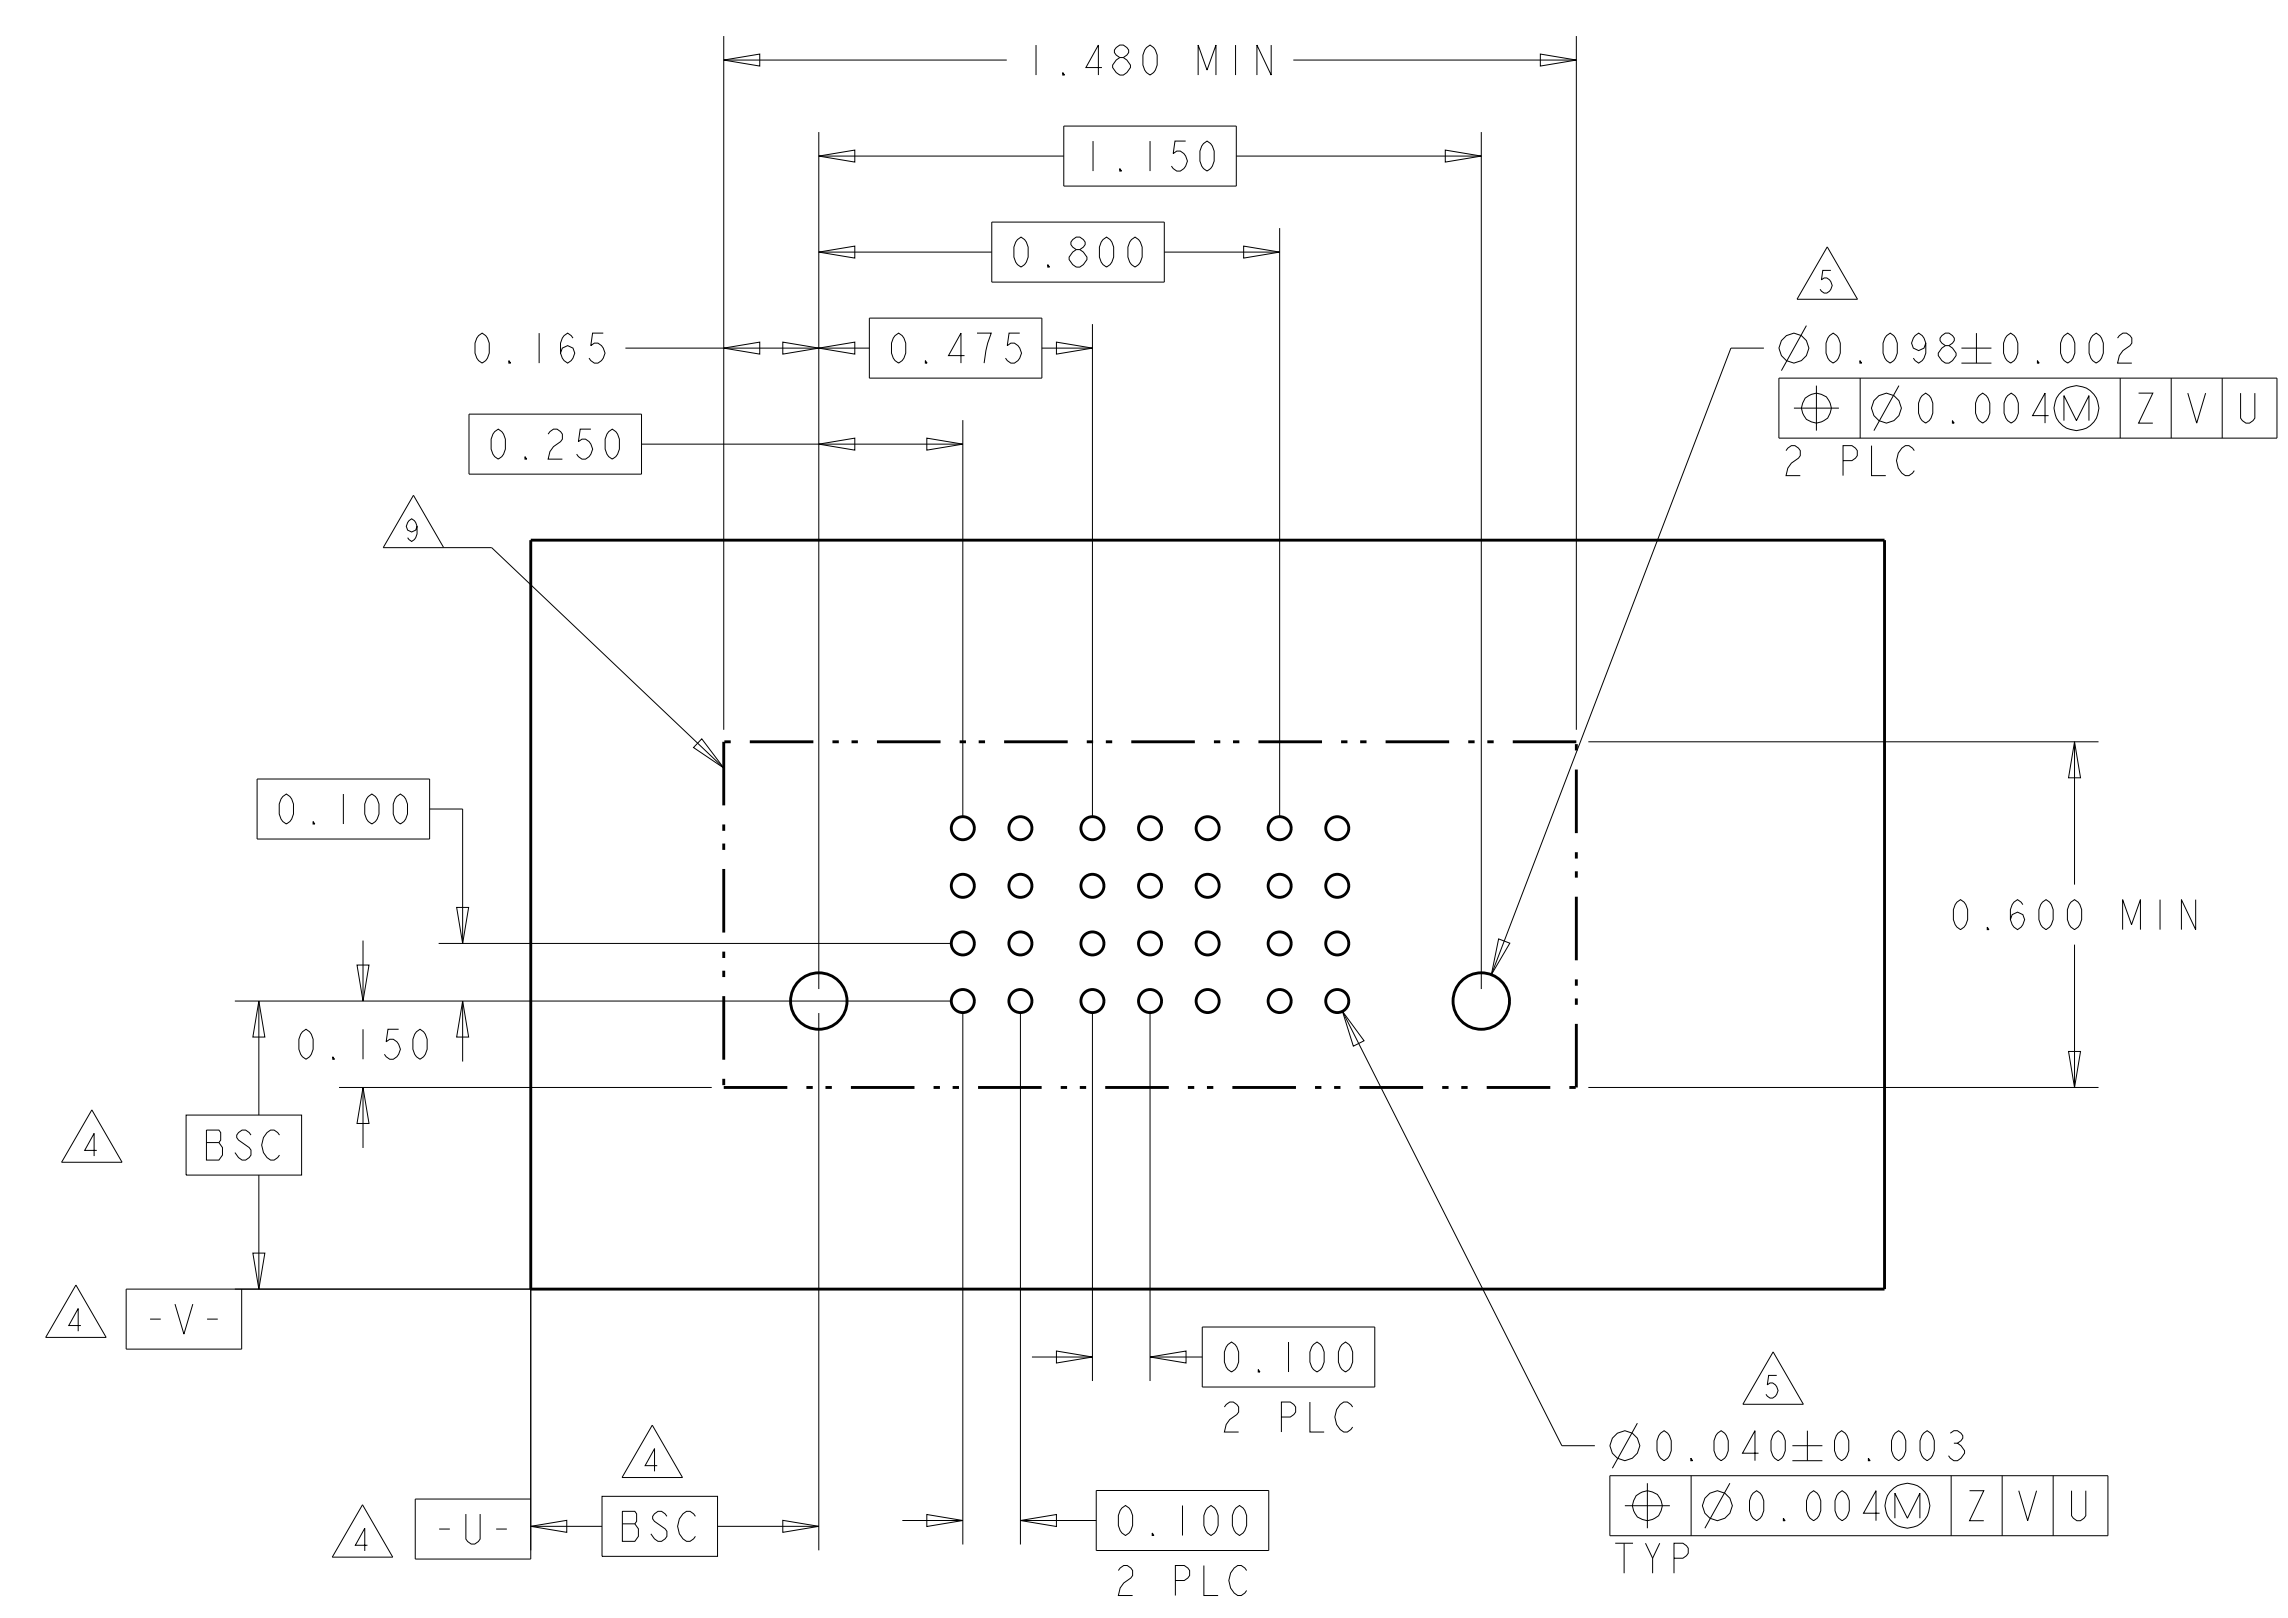 1.480 MIN
1.150
0.800
5
0.165
0.475
Ø0.098±0.002
⌖ Ø0.004Ⓜ Z V U
2 PLC
0.250
9
0.100
0.600 MIN
0.150
4
BSC
4
-V-
0.100
2 PLC
5
Ø0.040±0.003
⌖ Ø0.004Ⓜ Z V U
TYP
4
4
-U-
BSC
0.100
2 PLC